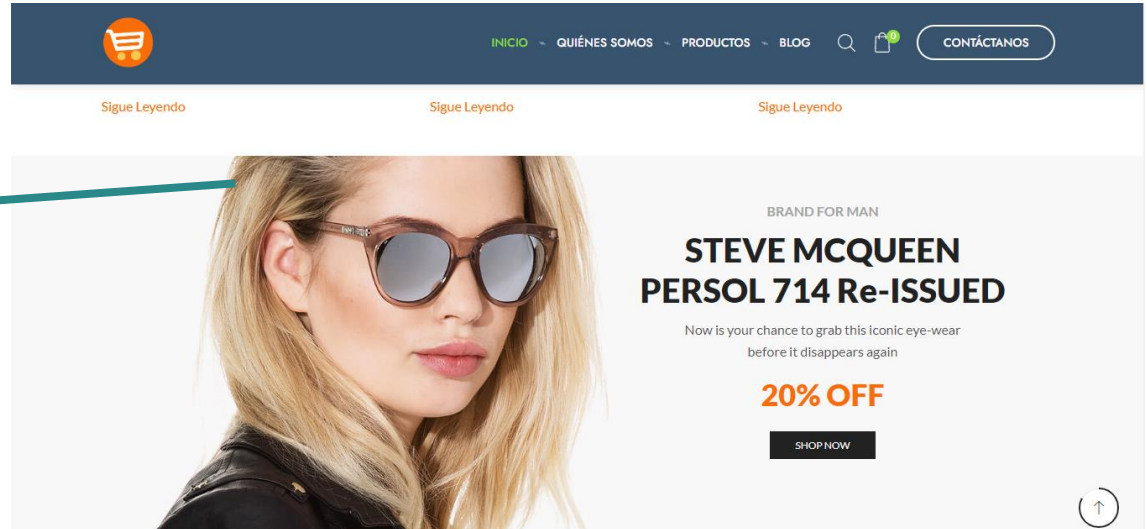 INICIO QUIÉNES SOMOS PRODUCTOS BLOG 0 CONTÁCTANOS
Sigue Leyendo Sigue Leyendo Sigue Leyendo
BRAND FOR MAN
STEVE MCQUEEN
PERSOL 714 Re-ISSUED
Now is your chance to grab this iconic eye-wear
before it disappears again
20% OFF
SHOP NOW